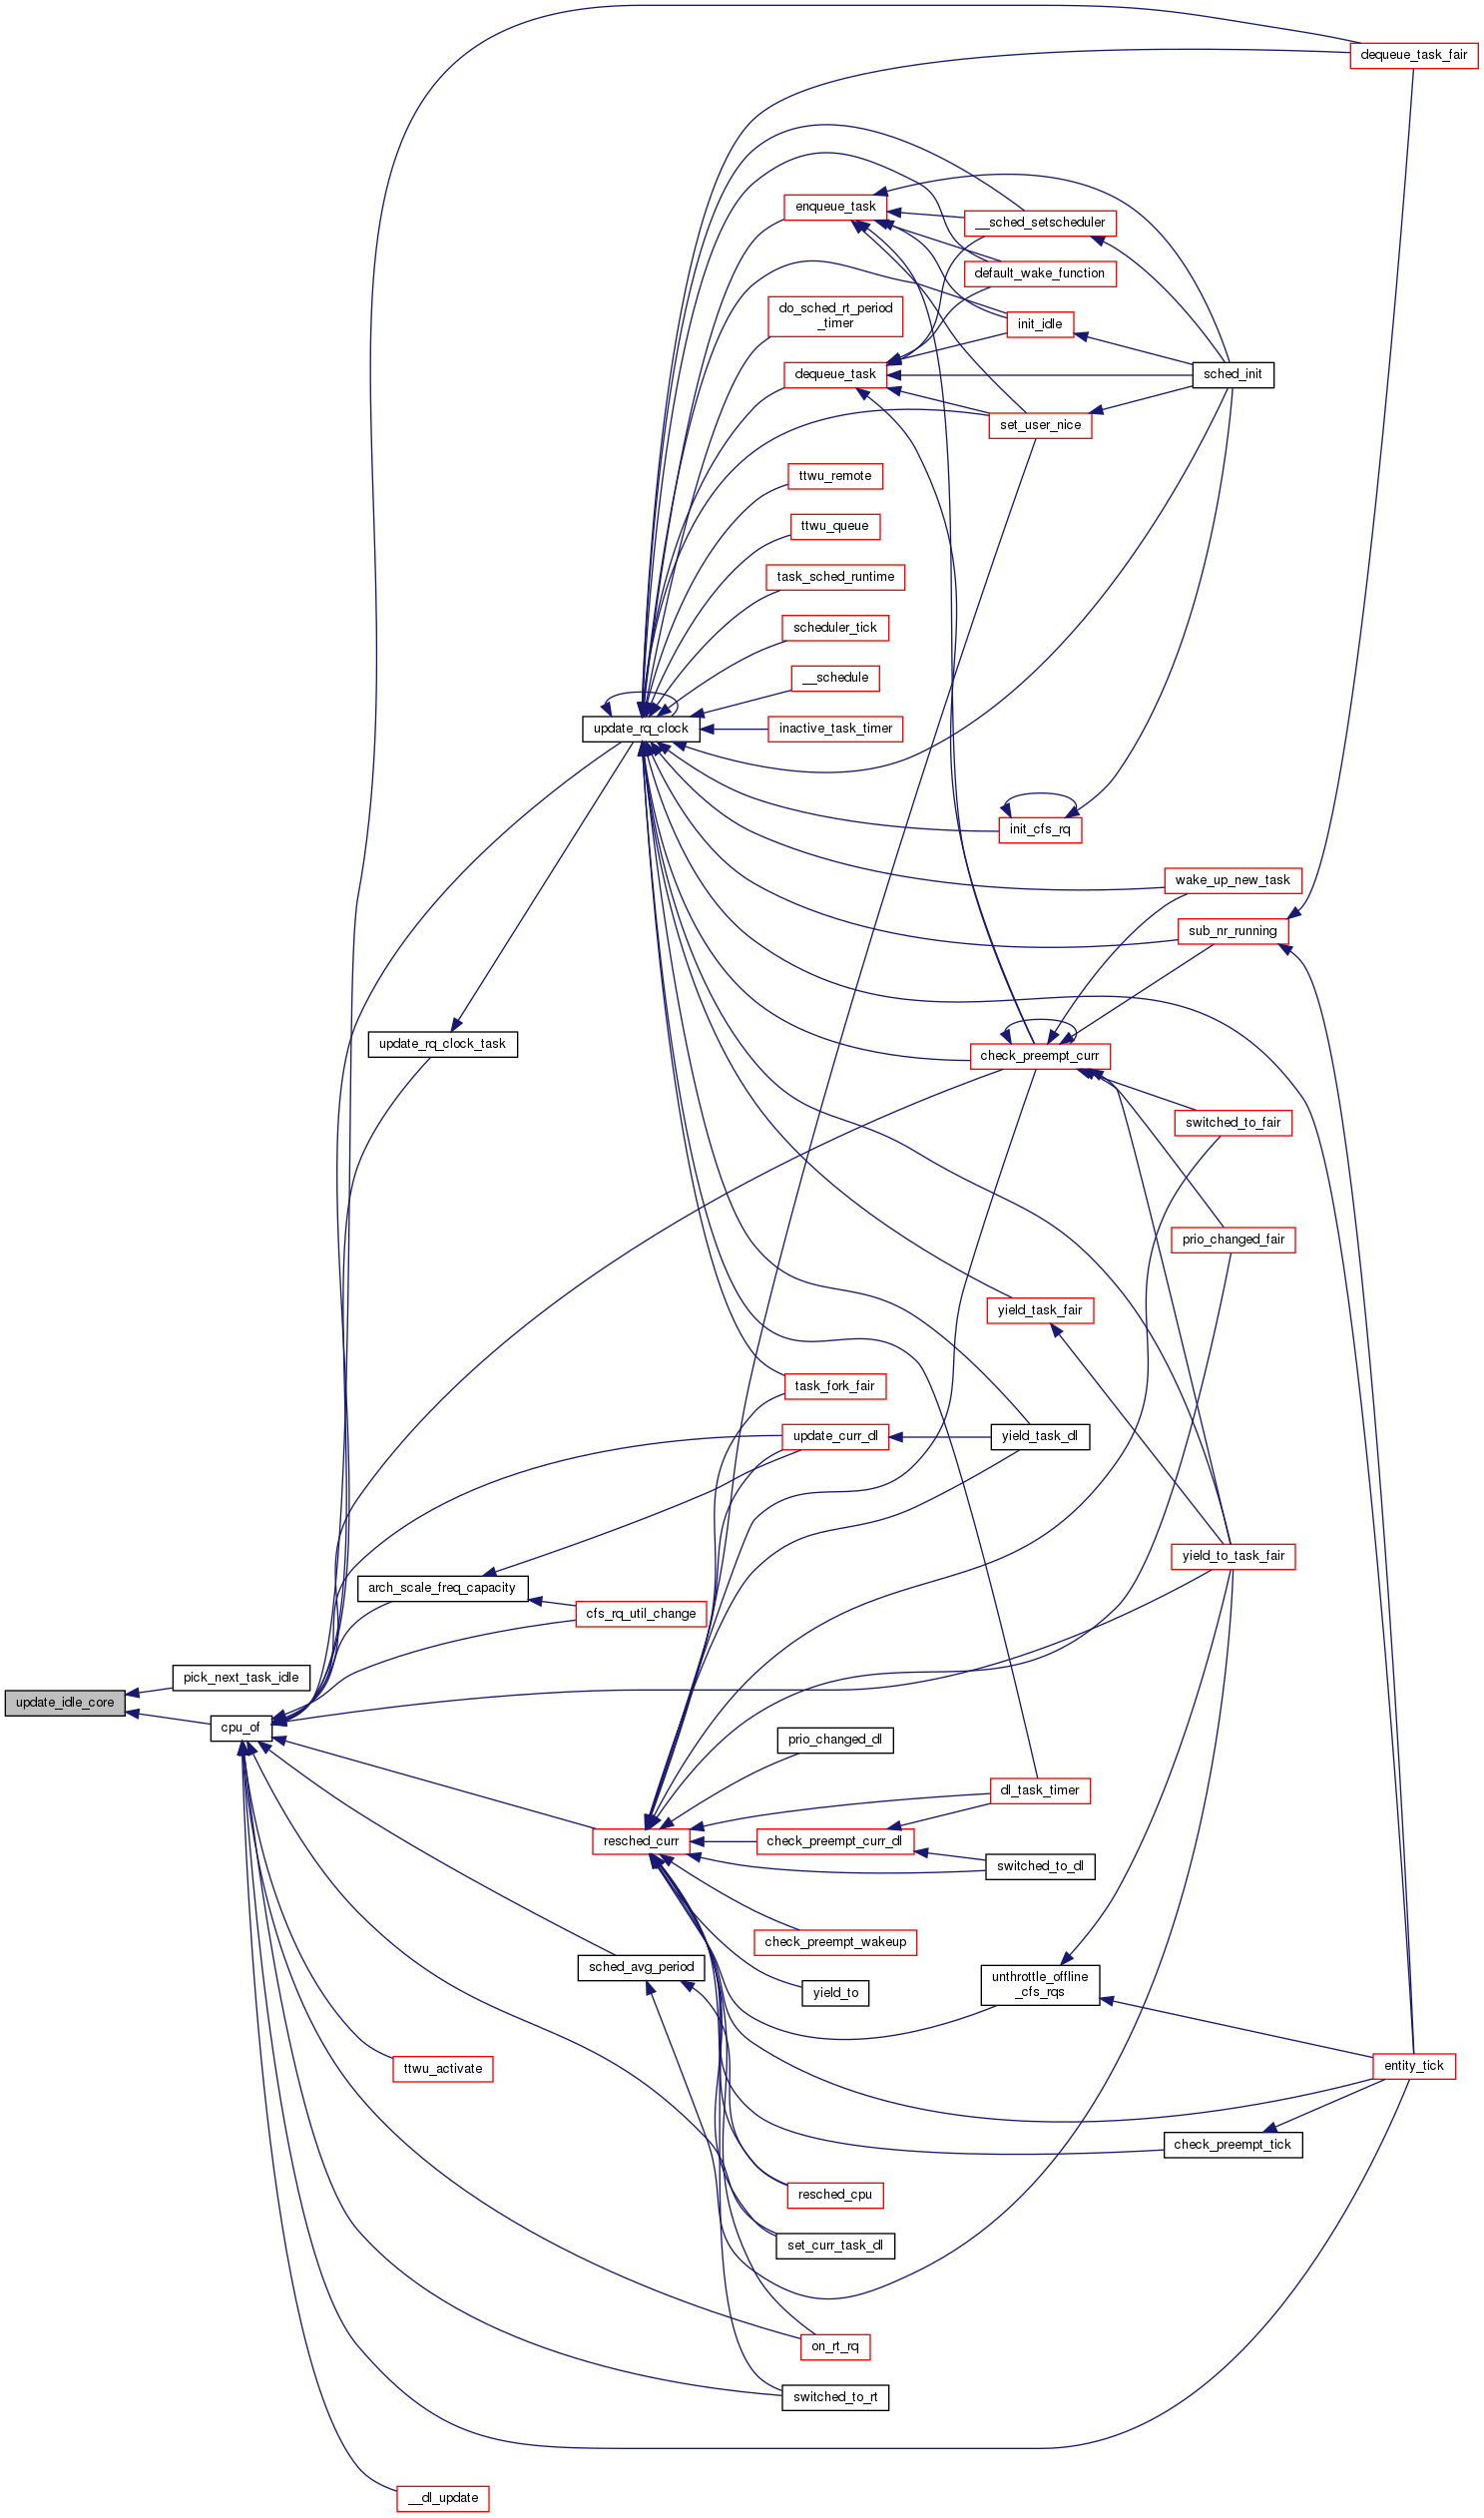 dequeue_task_fair
enqueue_task
__sched_setscheduler
default_wake_function
do_sched_rt_period
_timer
init_idle
dequeue_task
sched_init
set_user_nice
ttwu_remote
ttwu_queue
task_sched_runtime
scheduler_tick
__schedule
update_rq_clock
inactive_task_timer
init_cfs_rq
wake_up_new_task
sub_nr_running
update_rq_clock_task
check_preempt_curr
switched_to_fair
prio_changed_fair
yield_task_fair
task_fork_fair
update_curr_dl
yield_task_dl
yield_to_task_fair
arch_scale_freq_capacity
cfs_rq_util_change
pick_next_task_idle
update_idle_core
cpu_of
prio_changed_dl
dl_task_timer
resched_curr
check_preempt_curr_dl
switched_to_dl
check_preempt_wakeup
sched_avg_period
unthrottle_offline
_cfs_rqs
yield_to
ttwu_activate
entity_tick
check_preempt_tick
resched_cpu
set_curr_task_dl
on_rt_rq
switched_to_rt
__dl_update